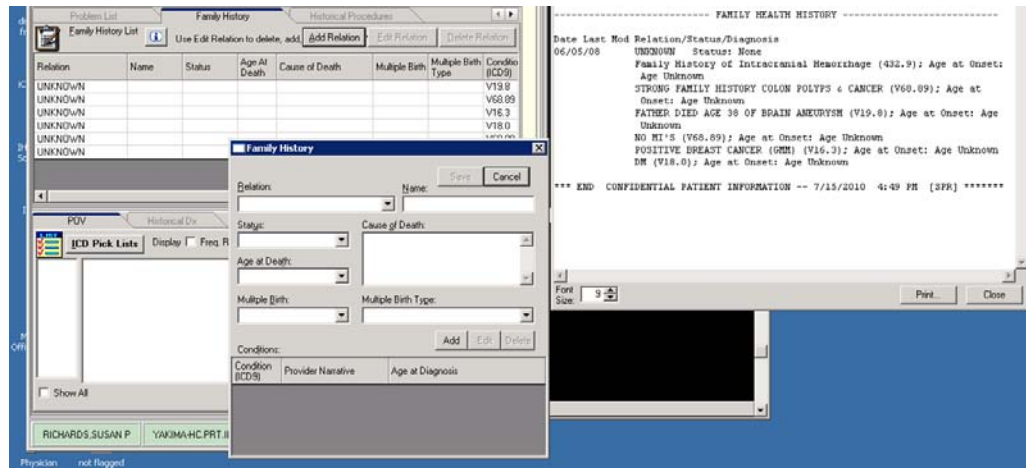 Problem List
Family History
Historical Procedures
Family History List
Use Edit Relation to delete, add,
Add Relation
Edit Relation
Delete Relation
Relation Name Status Age At Death Cause of Death Multiple Birth Multiple Birth Type Conditio (ICD9)
UNKNOWN V19.8
UNKNOWN V68.89
UNKNOWN V16.3
UNKNOWN V18.0
UNKNOWN
UNKNOWN
POV
Historical Dx
ICD Pick Lists
Display
Freq. R
Show All
RICHARDS,SUSAN P
YAKIMA-HC.PRT.II
Physician not flagged
Family History
Save
Cancel
Relation:
Name:
Status:
Cause of Death:
Age at Death:
Mulitple Birth:
Multiple Birth Type:
Add
Edit
Delete
Conditions:
Condition (ICD9)
Provider Narrative
Age at Diagnosis
---------------------------- FAMILY HEALTH HISTORY ----------------------------
Date Last Mod Relation/Status/Diagnosis
06/05/08 UNKNOWN Status: None
Family History of Intracranial Hemorrhage (432.9); Age at Onset:
Age Unknown
STRONG FAMILY HISTORY COLON POLYPS & CANCER (V68.89); Age at
Onset: Age Unknown
FATHER DIED AGE 38 OF BRAIN ANEURYSM (V19.8); Age at Onset: Age
Unknown
NO MI'S (V68.89); Age at Onset: Age Unknown
POSITIVE BREAST CANCER (GMM) (V16.3); Age at Onset: Age Unknown
DM (V18.0); Age at Onset: Age Unknown
*** END CONFIDENTIAL PATIENT INFORMATION -- 7/15/2010 4:49 PM [SPR] *******
Font
Size: 9
Print...
Close